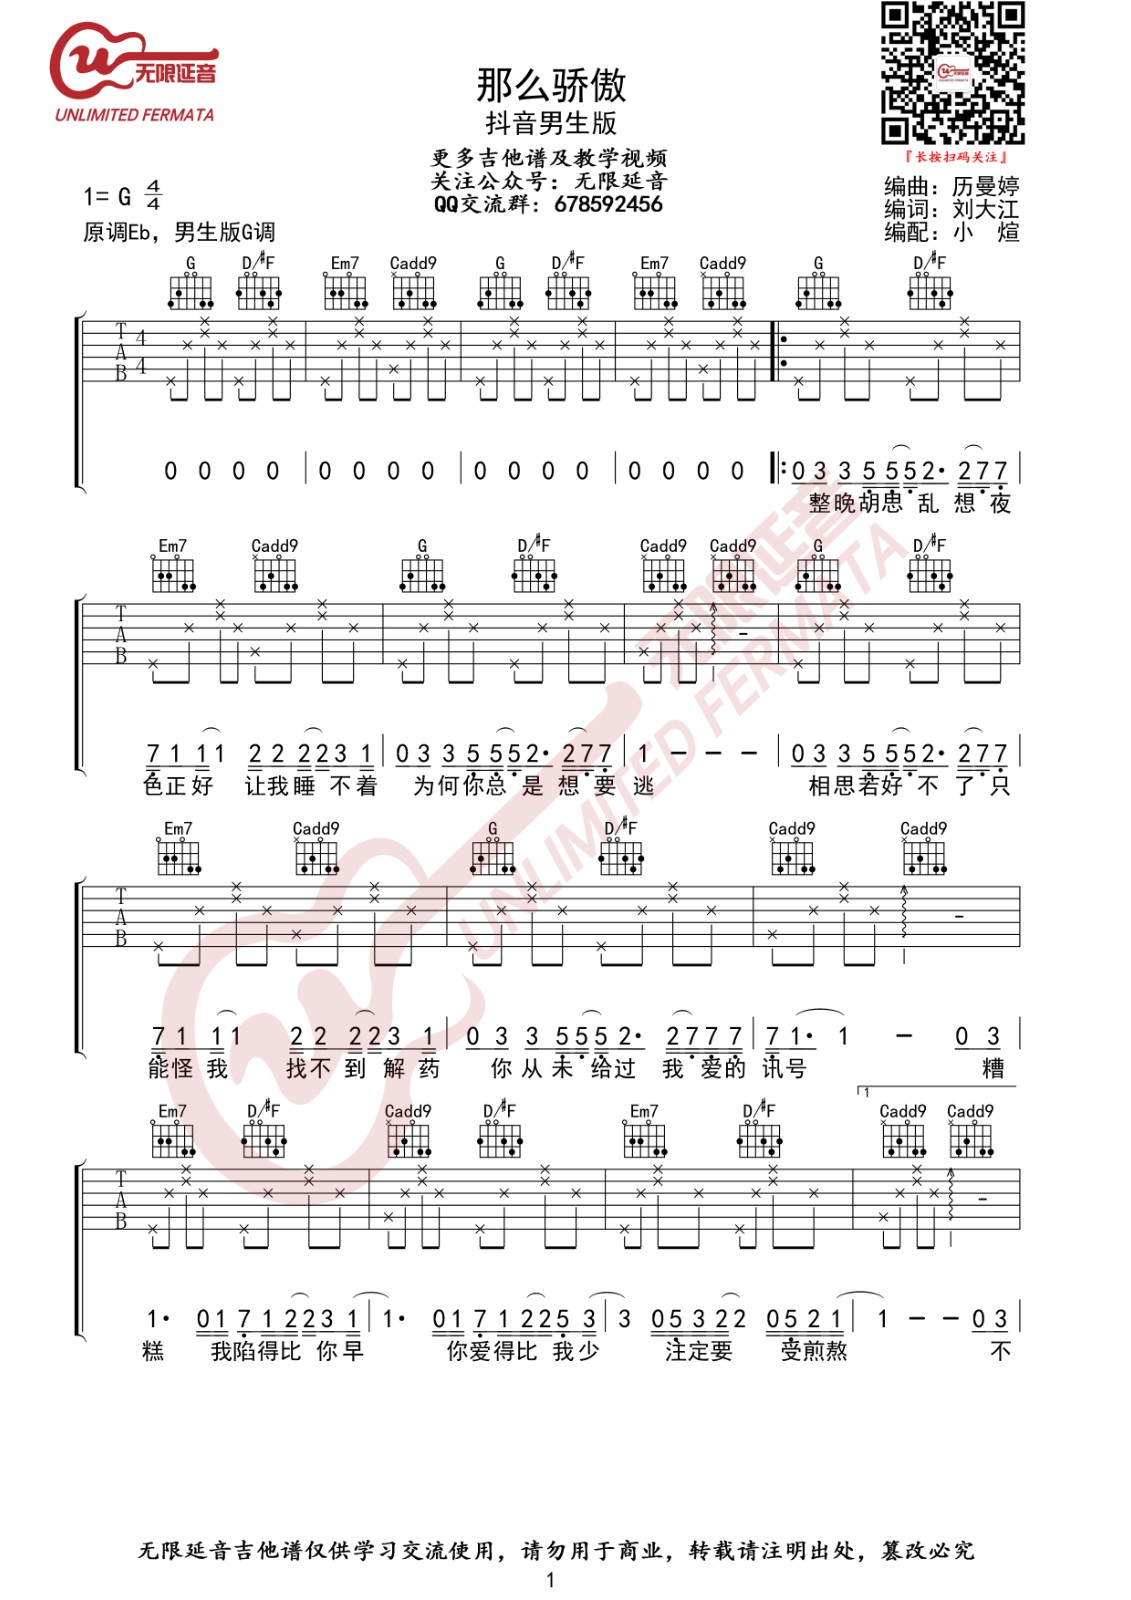 无限延音
UNLIMITED FERMATA
那么骄傲
抖音男生版
更多吉他谱及教学视频
关注公众号：无限延音
QQ交流群：678592456
『长按扫码关注』
1= G 4/4
原调Eb，男生版G调
编曲：历曼婷
编词：刘大江
编配：小 煊
G D/#F Em7 Cadd9 G D/#F Em7 Cadd9 G D/#F
T A B 4 4
0 0 0 0 | 0 0 0 0 | 0 0 0 0 | 0 0 0 0 |: 0 3 3 5 5 5 2· 2 7 7 |
整晚胡思 乱 想 夜
Em7 Cadd9 G D/#F Cadd9 Cadd9 G D/#F
T A B
7 1 1 1 2 2 2 2 3 1 | 0 3 3 5 5 5 2· 2 7 7 | 1 - - - | 0 3 3 5 5 5 2· 2 7 7 |
色正好 让我睡 不着 为何你总 是 想 要 逃 相思若好 不 了 只
Em7 Cadd9 G D/#F Cadd9 Cadd9
T A B
7 1 1 1 2 2 2 2 3 1 | 0 3 3 5 5 5 2· 2 7 7 7 | 7 1· 1 - 0 3 |
能怪我 找不到 解药 你从未给过 我 爱的 讯号 糟
Em7 D/#F Cadd9 D/#F Em7 D/#F 1 Cadd9 Cadd9
T A B
1· 0 1 7 1 2 2 3 1 | 1· 0 1 7 1 2 2 5 3 | 3 0 5 3 2 2 0 5 2 1 | 1 - - 0 3 |
糕 我陷得比 你早 你爱得比 我少 注定要 受煎熬 不
无限延音
UNLIMITED FERMATA
无限延音吉他谱仅供学习交流使用，请勿用于商业，转载请注明出处，篡改必究
1